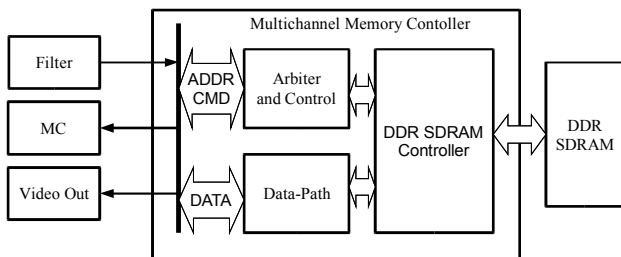 Multichannel Memory Contoller
Filter
MC
Video Out
ADDR
CMD
DATA
Arbiter
and Control
Data-Path
DDR SDRAM
Controller
DDR
SDRAM